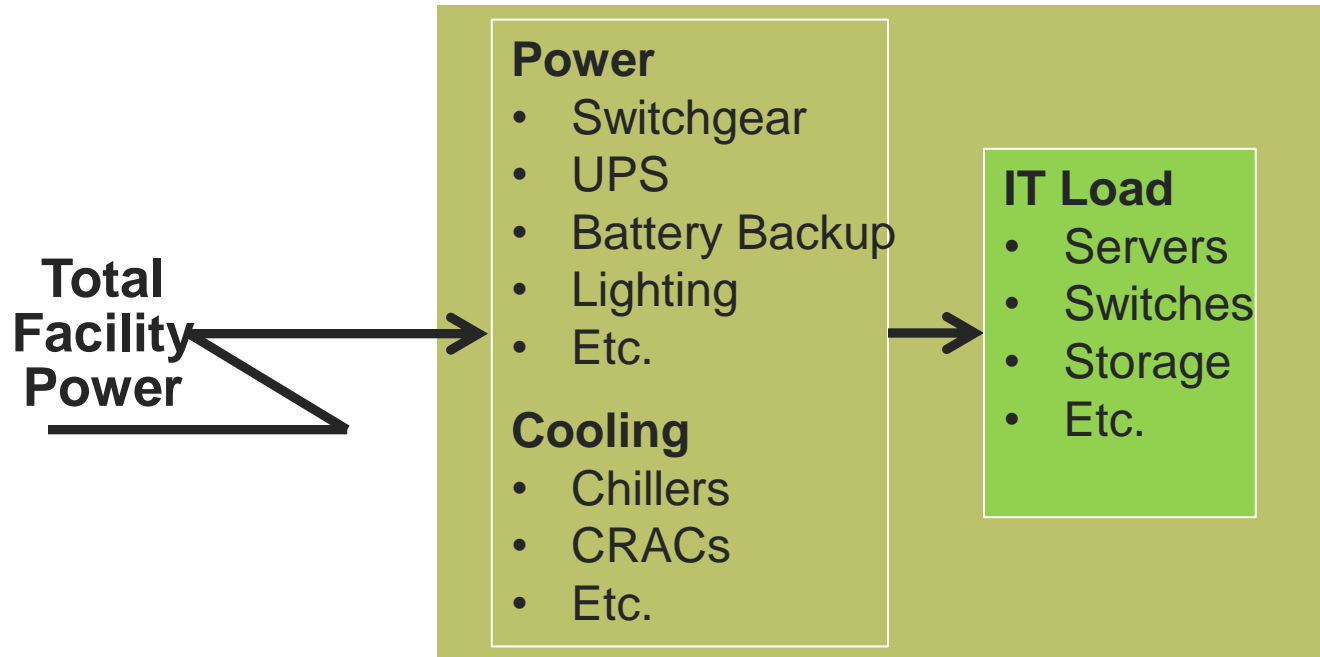 Total
Facility
Power
Power
• Switchgear
• UPS
• Battery Backup
• Lighting
• Etc.
Cooling
• Chillers
• CRACs
• Etc.
IT Load
• Servers
• Switches
• Storage
• Etc.